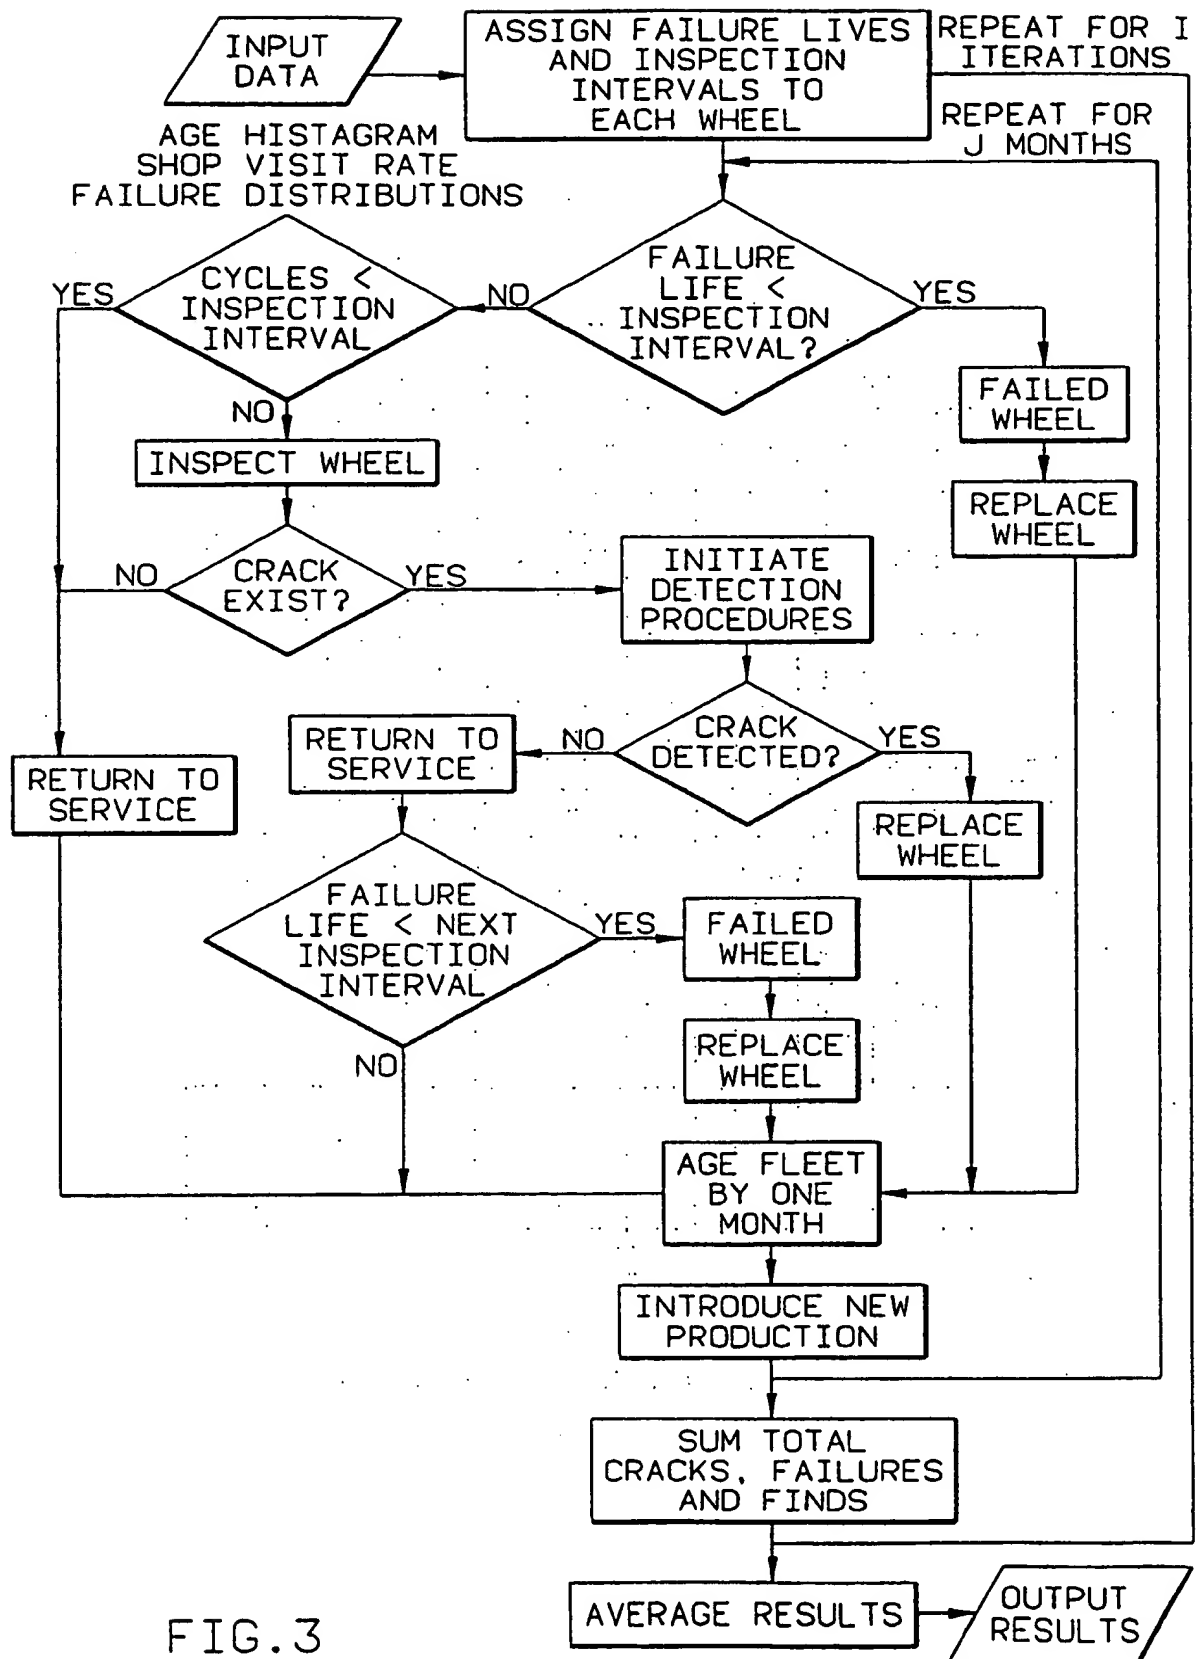 INPUT
DATA
ASSIGN FAILURE LIVES
AND INSPECTION
INTERVALS TO
EACH WHEEL
REPEAT FOR I
ITERATIONS
REPEAT FOR
J MONTHS
AGE HISTAGRAM
SHOP VISIT RATE
FAILURE DISTRIBUTIONS
FAILURE
LIFE <
INSPECTION
INTERVAL?
NO
YES
CYCLES <
INSPECTION
INTERVAL
YES
NO
FAILED
WHEEL
REPLACE
WHEEL
INSPECT WHEEL
CRACK
EXIST?
NO
YES
INITIATE
DETECTION
PROCEDURES
CRACK
DETECTED?
NO
YES
RETURN TO
SERVICE
RETURN TO
SERVICE
REPLACE
WHEEL
FAILURE
LIFE < NEXT
INSPECTION
INTERVAL
YES
NO
FAILED
WHEEL
REPLACE
WHEEL
AGE FLEET
BY ONE
MONTH
INTRODUCE NEW
PRODUCTION
SUM TOTAL
CRACKS, FAILURES
AND FINDS
AVERAGE RESULTS
OUTPUT
RESULTS
FIG.3